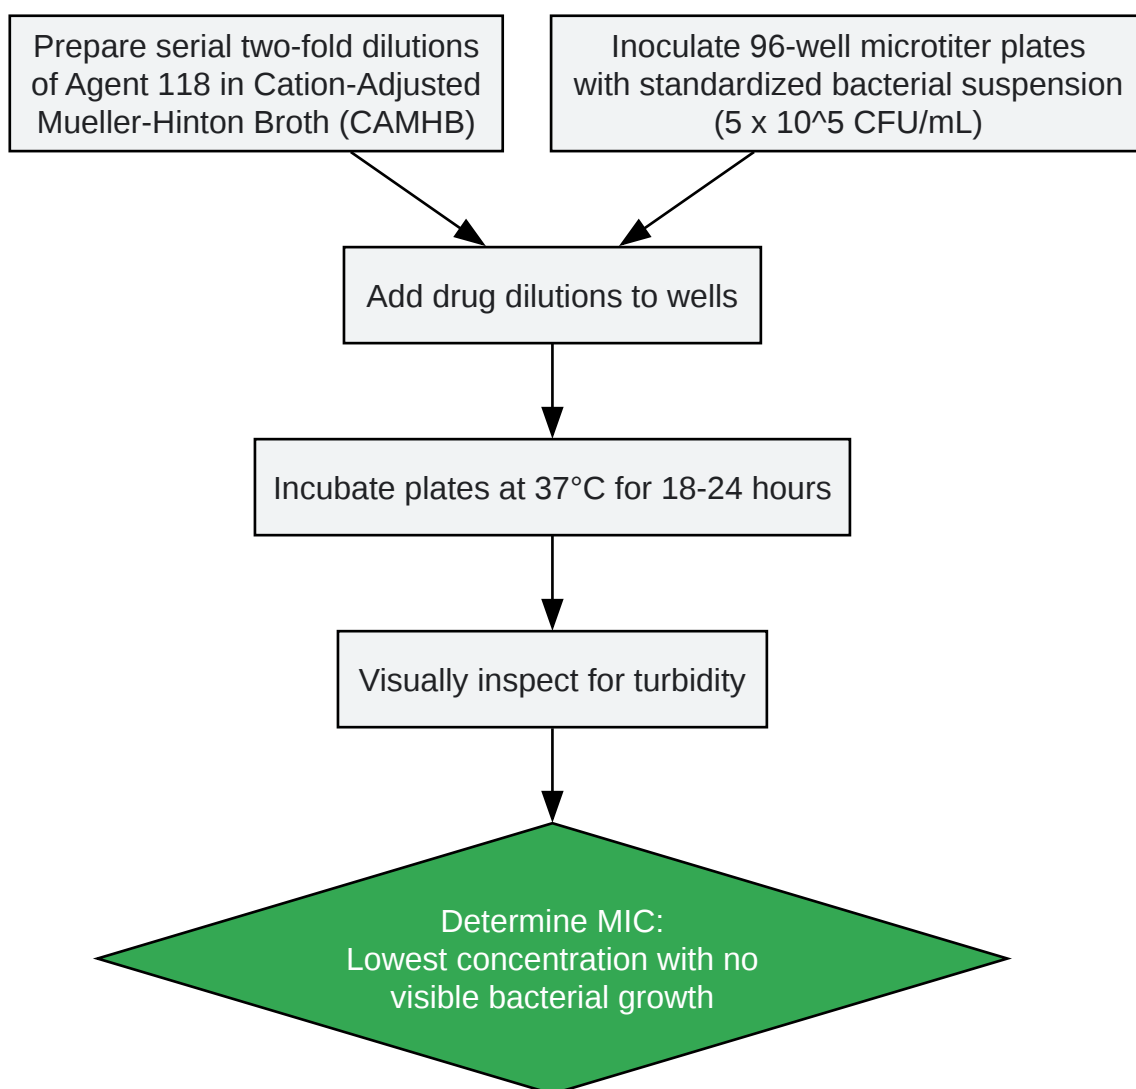 Prepare serial two-fold dilutions
of Agent 118 in Cation-Adjusted
Mueller-Hinton Broth (CAMHB)
Inoculate 96-well microtiter plates
with standardized bacterial suspension
(5 x 10^5 CFU/mL)
Add drug dilutions to wells
Incubate plates at 37°C for 18-24 hours
Visually inspect for turbidity
Determine MIC:
Lowest concentration with no
visible bacterial growth